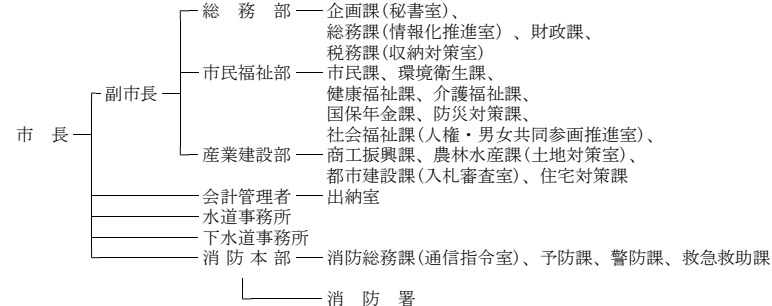 総務部 企画課(秘書室)、
総務課(情報化推進室)、財政課、
税務課(収納対策室)
市民福祉部 市民課、環境衛生課、
副市長 健康福祉課、介護福祉課、
国保年金課、防災対策課、
市長 社会福祉課(人権・男女共同参画推進室)、
産業建設部 商工振興課、農林水産課(土地対策室)、
都市建設課(入札審査室)、住宅対策課
会計管理者 出納室
水道事務所
下水道事務所
消防本部 消防総務課(通信指令室)、予防課、警防課、救急救助課
消防署